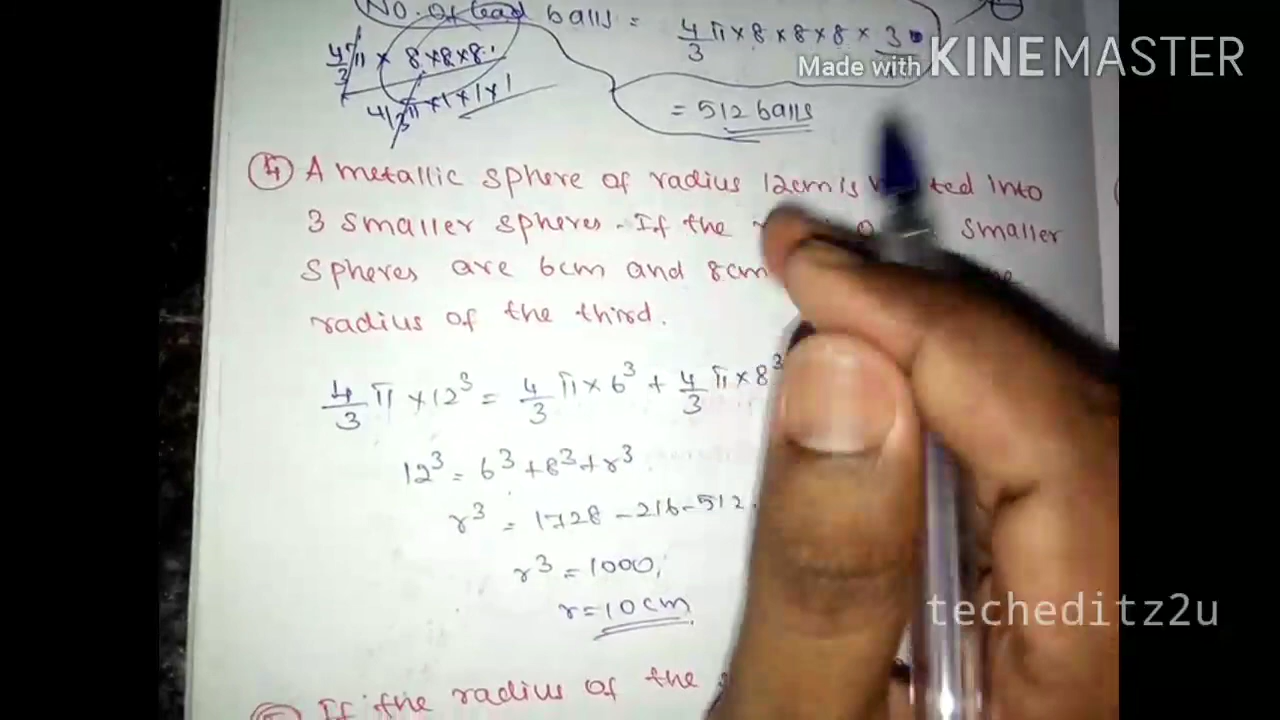 No. of lead balls = 4/3 π × 8 × 8 × 8 × 3
4/3 π × 8 × 8 × 8
4/3 π × 1 × 1 × 1
= 512 balls
Made with KINEMASTER
④ A metallic sphere of radius 12cm is ted into
3 smaller spheres. If the smaller
spheres are 6cm and 8cm
radius of the third.
4/3 π × 12³ = 4/3 π × 6³ + 4/3 π × 8³
12³ = 6³ + 8³ + r³
r³ = 1728 - 216 - 512
r³ = 1000,
r = 10 cm
techeditz2u
⑤ If the radius of the